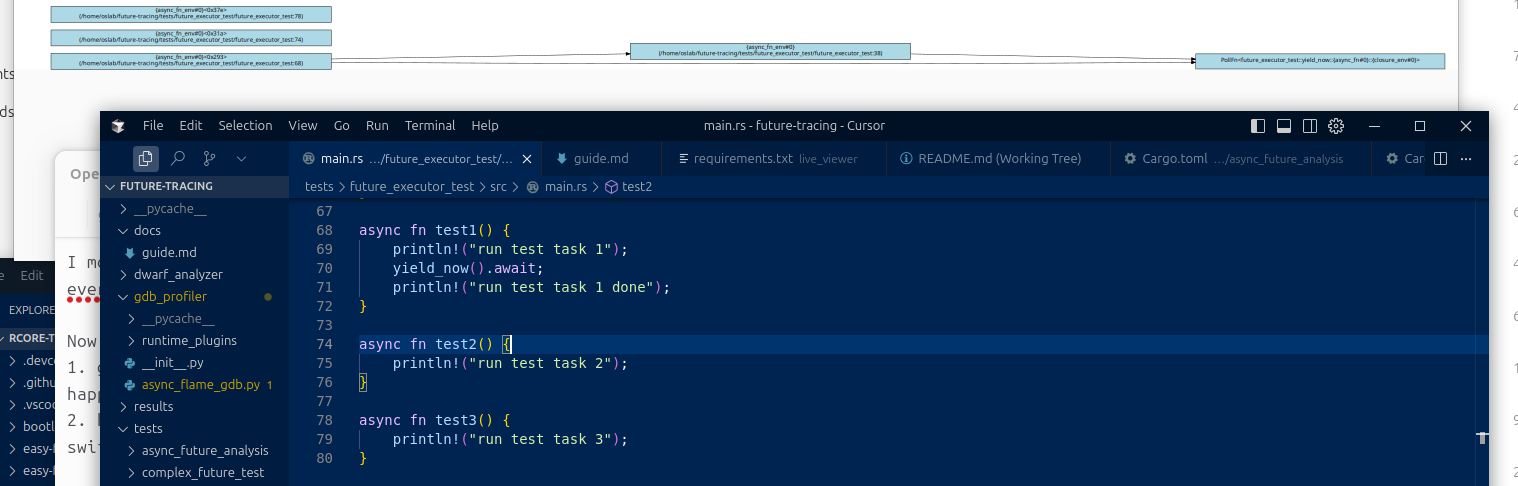 {async_fn_env#0}<0x37e>
(/home/oslab/future-tracing/tests/future_executor_test/future_executor_test:78)
{async_fn_env#0}<0x31a>
(/home/oslab/future-tracing/tests/future_executor_test/future_executor_test:74)
{async_fn_env#0}<0x293>
(/home/oslab/future-tracing/tests/future_executor_test/future_executor_test:68)
{async_fn_env#0}
(/home/oslab/future-tracing/tests/future_executor_test/future_executor_test:38)
PollFn<future_executor_test::yield_now::{async_fn#0}::{closure_env#0}>
nts
ds
File Edit Selection View Go Run Terminal Help
main.rs - future-tracing - Cursor
main.rs .../future_executor_test/...
guide.md
requirements.txt live_viewer
README.md (Working Tree)
Cargo.toml .../async_future_analysis
Car
tests > future_executor_test > src > main.rs > test2
FUTURE-TRACING
__pycache__
docs
guide.md
dwarf_analyzer
gdb_profiler
__pycache__
runtime_plugins
__init__.py
async_flame_gdb.py 1
results
tests
async_future_analysis
complex_future_test
67
68 async fn test1() {
69 println!("run test task 1");
70 yield_now().await;
71 println!("run test task 1 done");
72 }
73
74 async fn test2() {
75 println!("run test task 2");
76 }
77
78 async fn test3() {
79 println!("run test task 3");
80 }
Ope
I mo
eve
Now
1. g
happ
2.
swi
e Edit
EXPLORE
RCORE-T
.devc
.githu
.vscoc
bootl
easy-f
easy-f